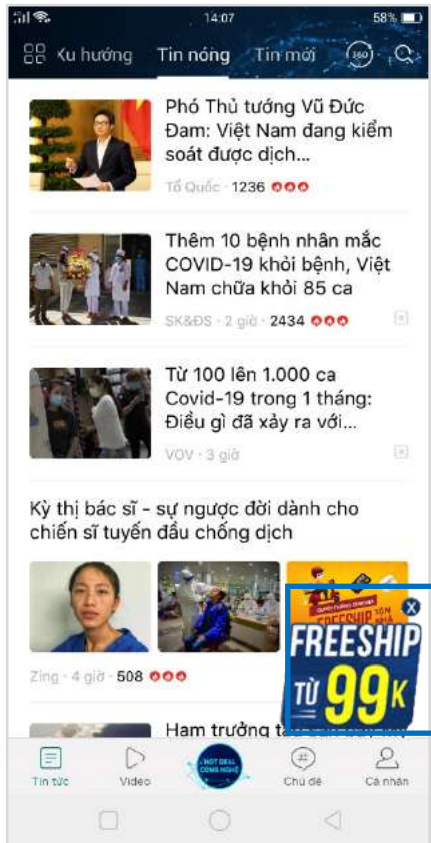 14:07
58%
Xu hướng
Tin nóng
Tin mới
360
Phó Thủ tướng Vũ Đức
Đam: Việt Nam đang kiểm
soát được dịch...
Tổ Quốc · 1236
Thêm 10 bệnh nhân mắc
COVID-19 khỏi bệnh, Việt
Nam chữa khỏi 85 ca
SK&ĐS · 2 giờ · 2434
Từ 100 lên 1.000 ca
Covid-19 trong 1 tháng:
Điều gì đã xảy ra với...
VOV · 3 giờ
Kỳ thị bác sĩ - sự ngược đời dành cho
chiến sĩ tuyến đầu chống dịch
FREESHIP
X
FREESHIP
TỪ 99K
Zing · 4 giờ · 508
Hạm trưởng
Tin tức
Video
HOT DEAL
CÔNG NGHỆ
Chủ đề
Cá nhân